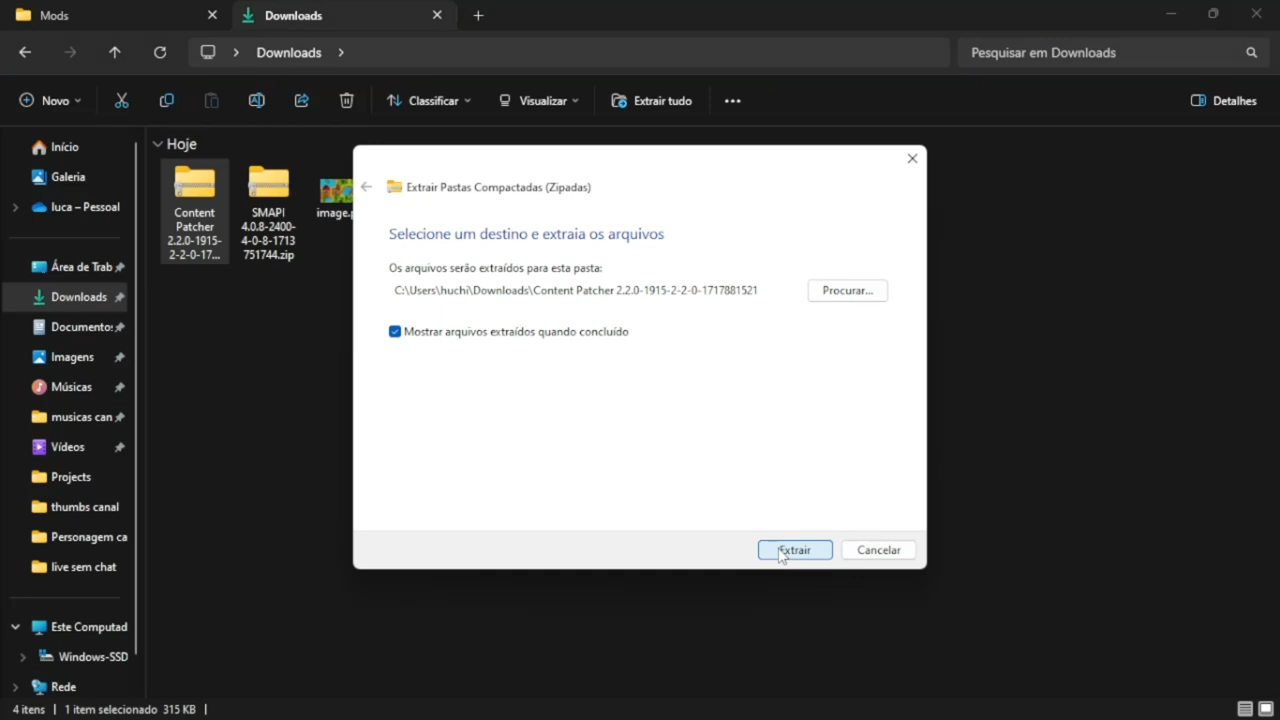 Mods
Downloads
Downloads
Pesquisar em Downloads
Novo
Classificar
Visualizar
Extrair tudo
Detalhes
Início
Galeria
luca – Pessoal
Área de Trab
Downloads
Documento
Imagens
Músicas
musicas can
Vídeos
Projects
thumbs canal
Personagem ca
live sem chat
Este Computad
Windows-SSD
Rede
Hoje
Content
Patcher
2.2.0-1915-
2-2-0-17...
SMAPI
4.0.8-2400-
4-0-8-1713
751744.zip
image.p
Extrair Pastas Compactadas (Zipadas)
Selecione um destino e extraia os arquivos
Os arquivos serão extraídos para esta pasta:
C:\Users\huchi\Downloads\Content Patcher 2.2.0-1915-2-2-0-1717881521
Procurar...
Mostrar arquivos extraídos quando concluído
Extrair
Cancelar
4 itens
1 item selecionado 315 KB